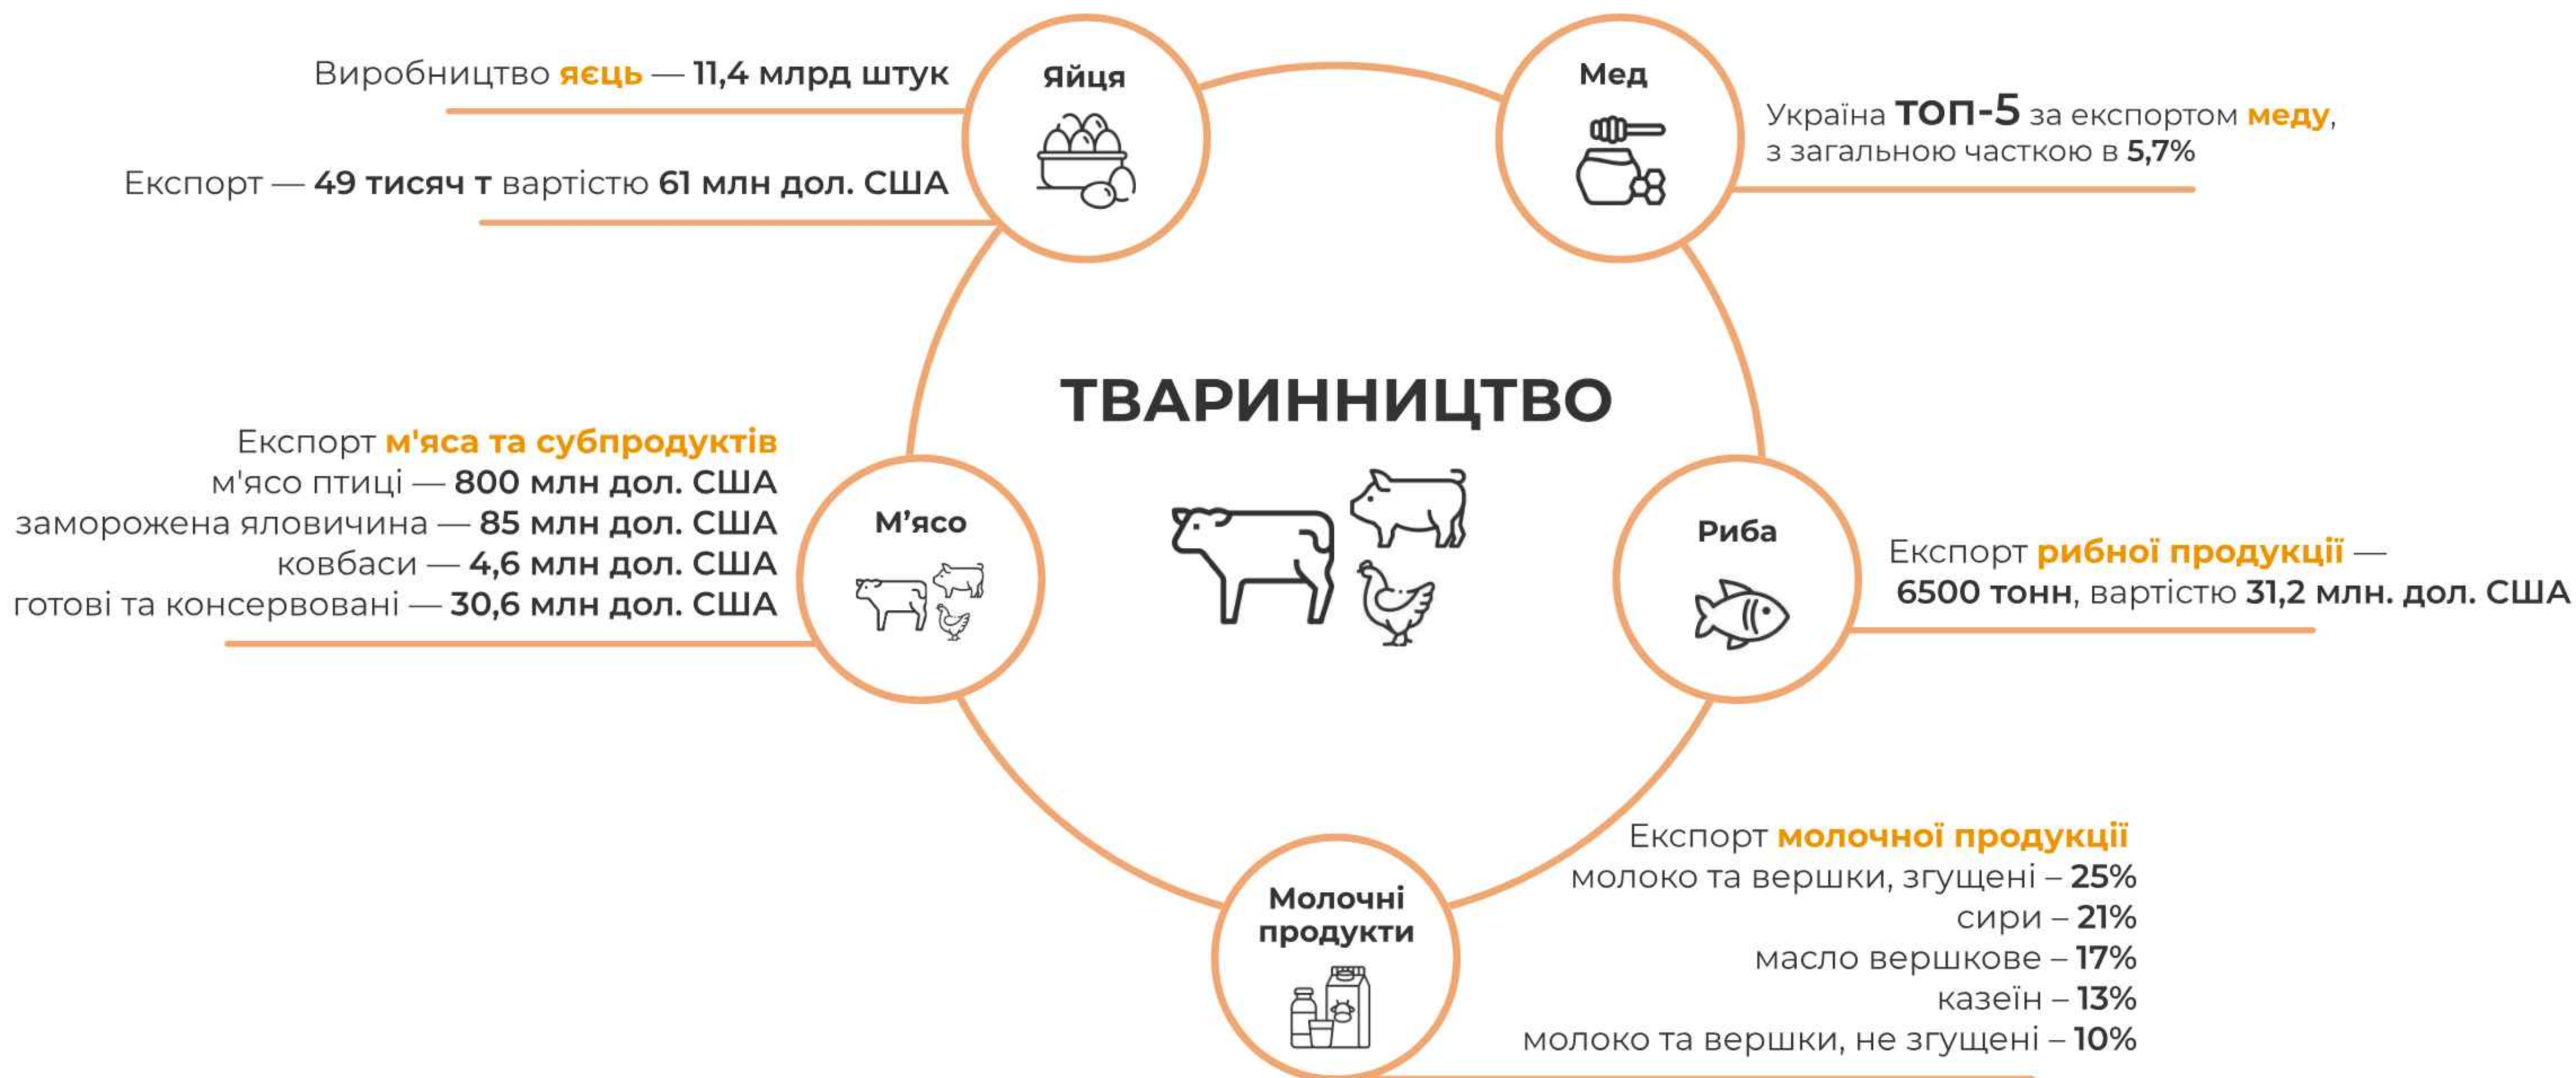 Яйця
Виробництво яєць — 11,4 млрд штук
Експорт — 49 тисяч т вартістю 61 млн дол. США
Мед
Україна ТОП-5 за експортом меду,
з загальною часткою в 5,7%
ТВАРИННИЦТВО
Експорт м'яса та субпродуктів
м'ясо птиці — 800 млн дол. США
заморожена яловичина — 85 млн дол. США
ковбаси — 4,6 млн дол. США
готові та консервовані — 30,6 млн дол. США
М’ясо
Риба
Експорт рибної продукції —
6500 тонн, вартістю 31,2 млн. дол. США
Молочні
продукти
Експорт молочної продукції
молоко та вершки, згущені – 25%
сири – 21%
масло вершкове – 17%
казеїн – 13%
молоко та вершки, не згущені – 10%